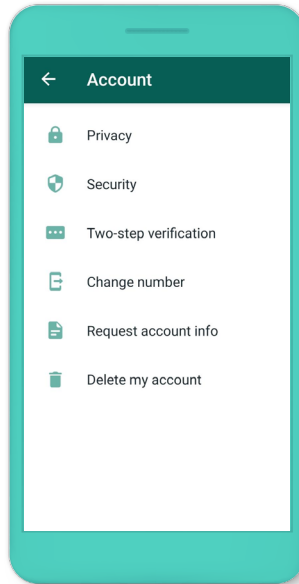 Account
Privacy
Security
Two-step verification
Change number
Request account info
Delete my account